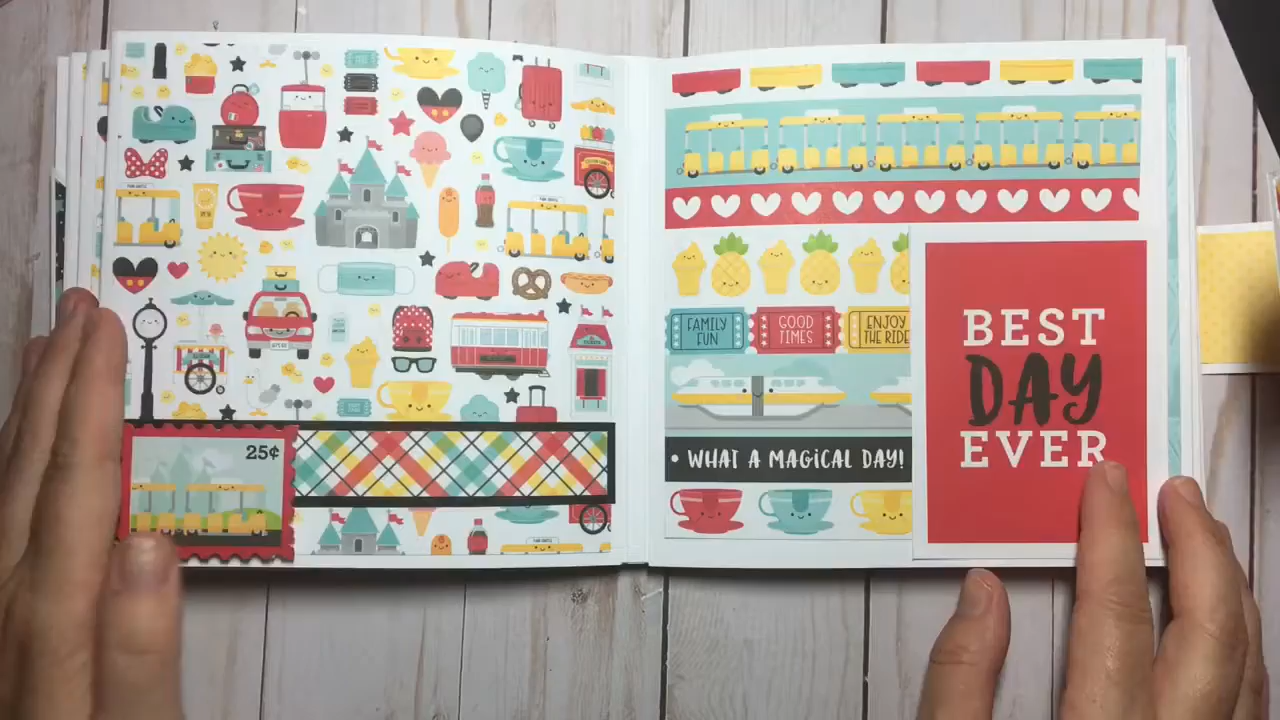 25¢
FAMILY
FUN
GOOD
TIMES
ENJOY
THE RIDE
• WHAT A MAGICAL DAY!
BEST
DAY
EVER